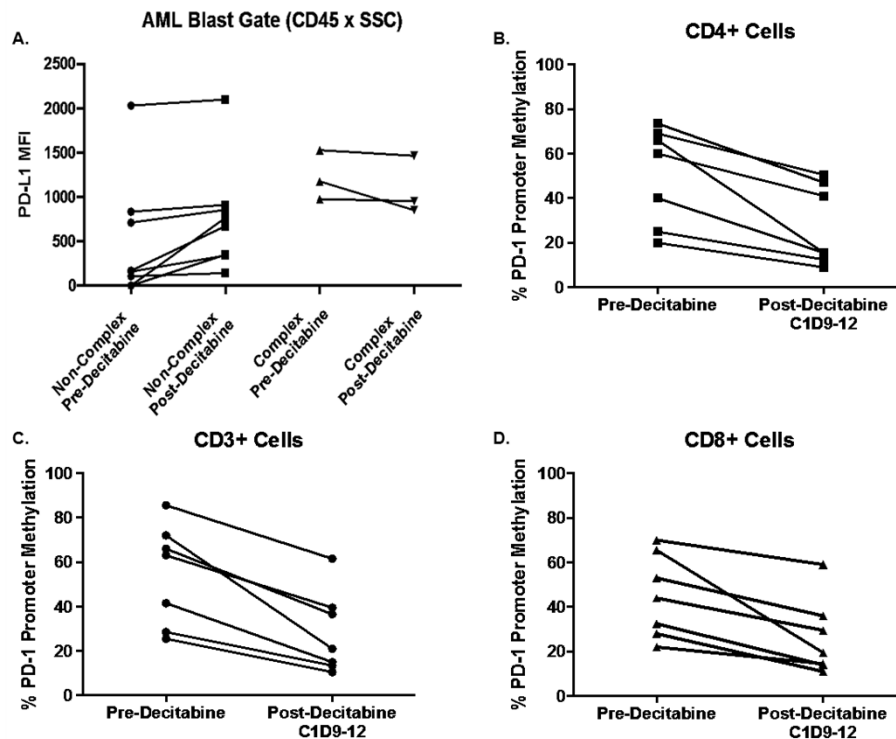 AML Blast Gate (CD45 x SSC)
A.
PD-L1 MFI
2500
2000
1500
1000
500
0
Non-Complex
Pre-Decitabine
Non-Complex
Post-Decitabine
Complex
Pre-Decitabine
Complex
Post-Decitabine
B.
CD4+ Cells
% PD-1 Promoter Methylation
100
80
60
40
20
0
Pre-Decitabine
Post-Decitabine
C1D9-12
C.
CD3+ Cells
% PD-1 Promoter Methylation
100
80
60
40
20
0
Pre-Decitabine
Post-Decitabine
C1D9-12
D.
CD8+ Cells
% PD-1 Promoter Methylation
100
80
60
40
20
0
Pre-Decitabine
Post-Decitabine
C1D9-12